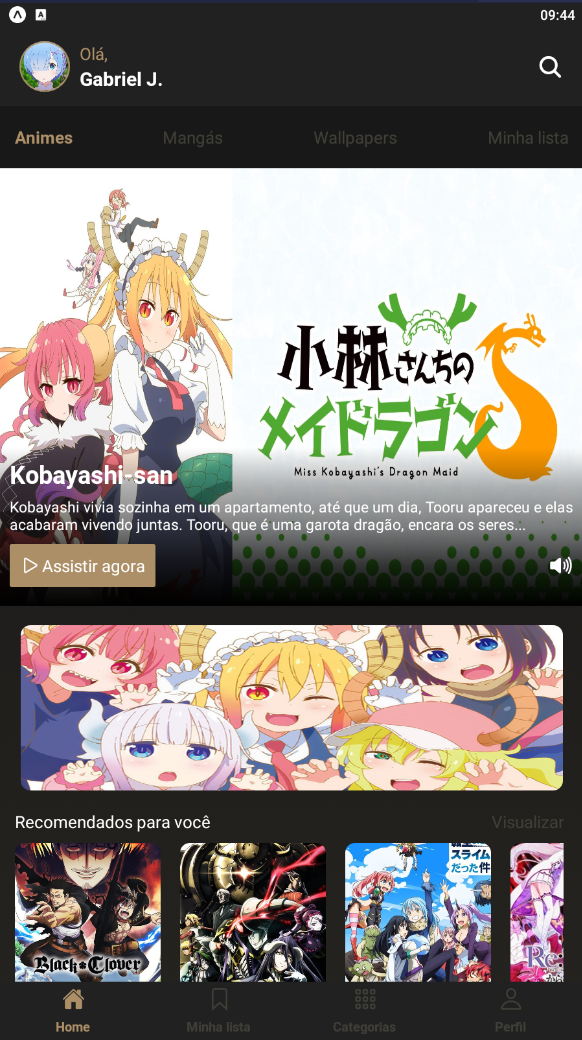 09:44
Olá,
Gabriel J.
Animes Mangás Wallpapers Minha lista
小林さんちの
メイドラゴンS
Miss Kobayashi's Dragon Maid
Kobayashi-san
Kobayashi vivia sozinha em um apartamento, até que um dia, Tooru apareceu e elas
acabaram vivendo juntas. Tooru, que é uma garota dragão, encara os seres...
Assistir agora
Recomendados para você Visualizar
スライム
だった件
Black Clover
Re:
Home Minha lista Categorias Perfil